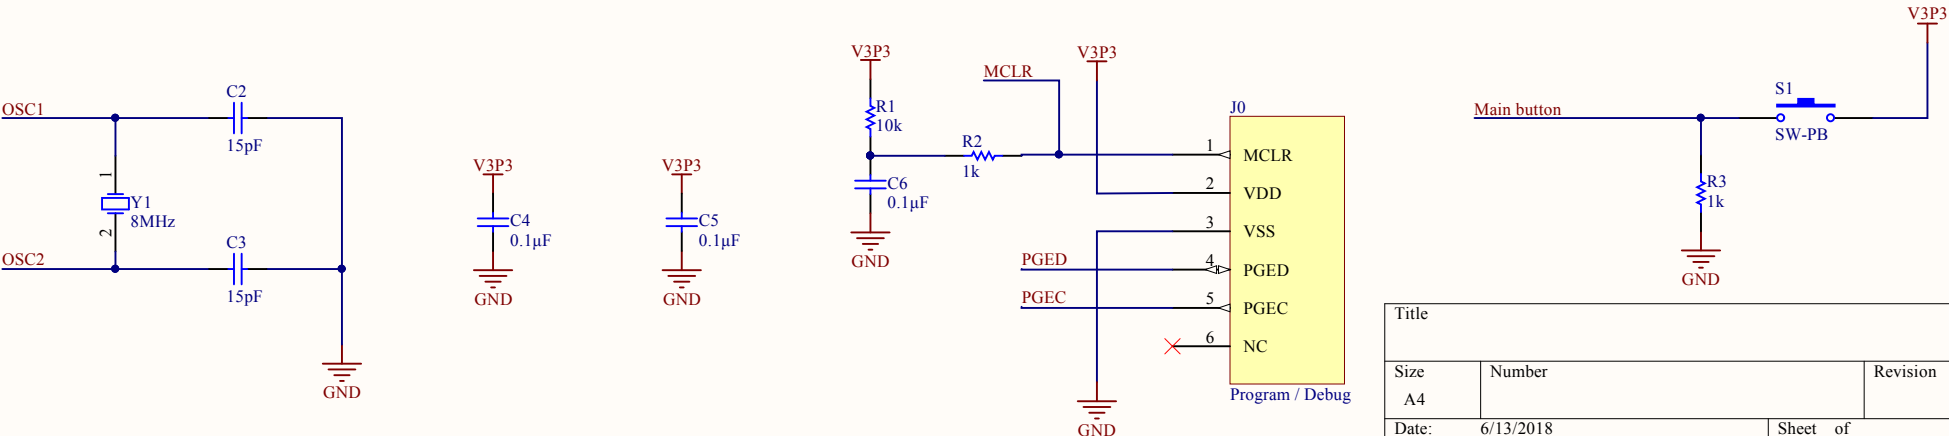 OSC1
C2
15pF
1
Y1
8MHz
2
OSC2
C3
15pF
GND
V3P3
C4
0.1µF
GND
V3P3
C5
0.1µF
GND
V3P3
R1
10k
C6
0.1µF
GND
R2
1k
MCLR
V3P3
J0
1 MCLR
2 VDD
3 VSS
PGED 4 PGED
PGEC 5 PGEC
6 NC
Program / Debug
GND
Main button
S1
SW-PB
V3P3
R3
1k
GND
Title
Size Number Revision
A4
Date: 6/13/2018 Sheet of